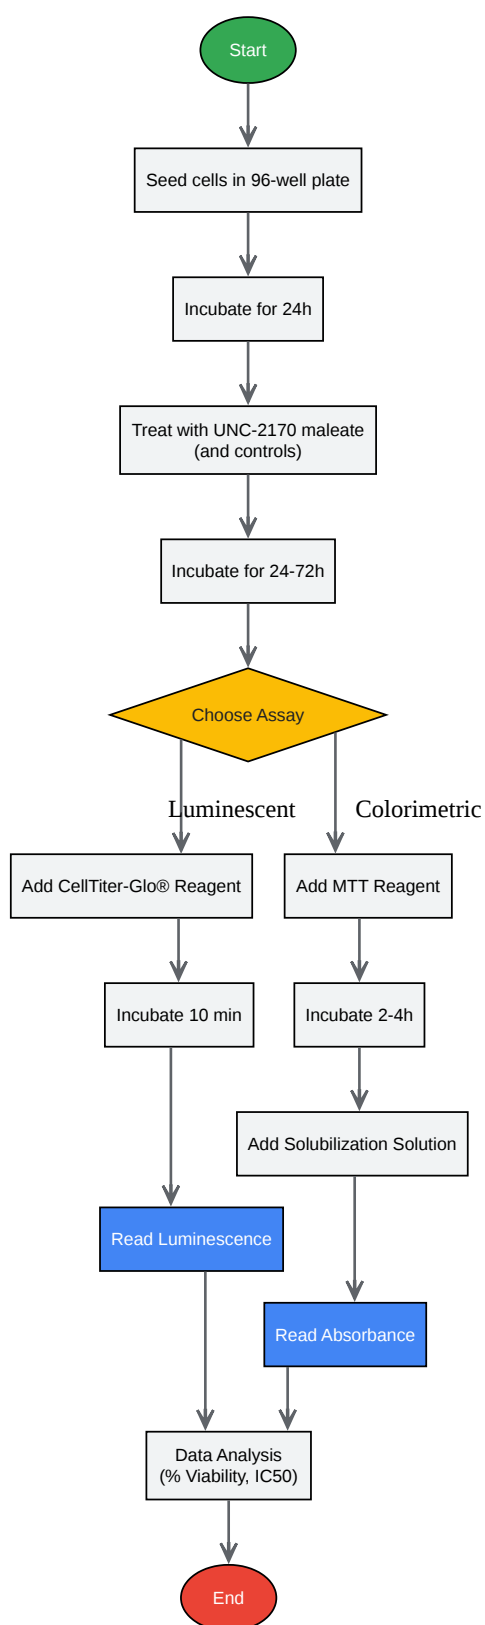 Start
Seed cells in 96-well plate
Incubate for 24h
Treat with UNC-2170 maleate
(and controls)
Incubate for 24-72h
Choose Assay
Luminescent
Colorimetric
Add CellTiter-Glo® Reagent
Add MTT Reagent
Incubate 10 min
Incubate 2-4h
Add Solubilization Solution
Read Luminescence
Read Absorbance
Data Analysis
(% Viability, IC50)
End